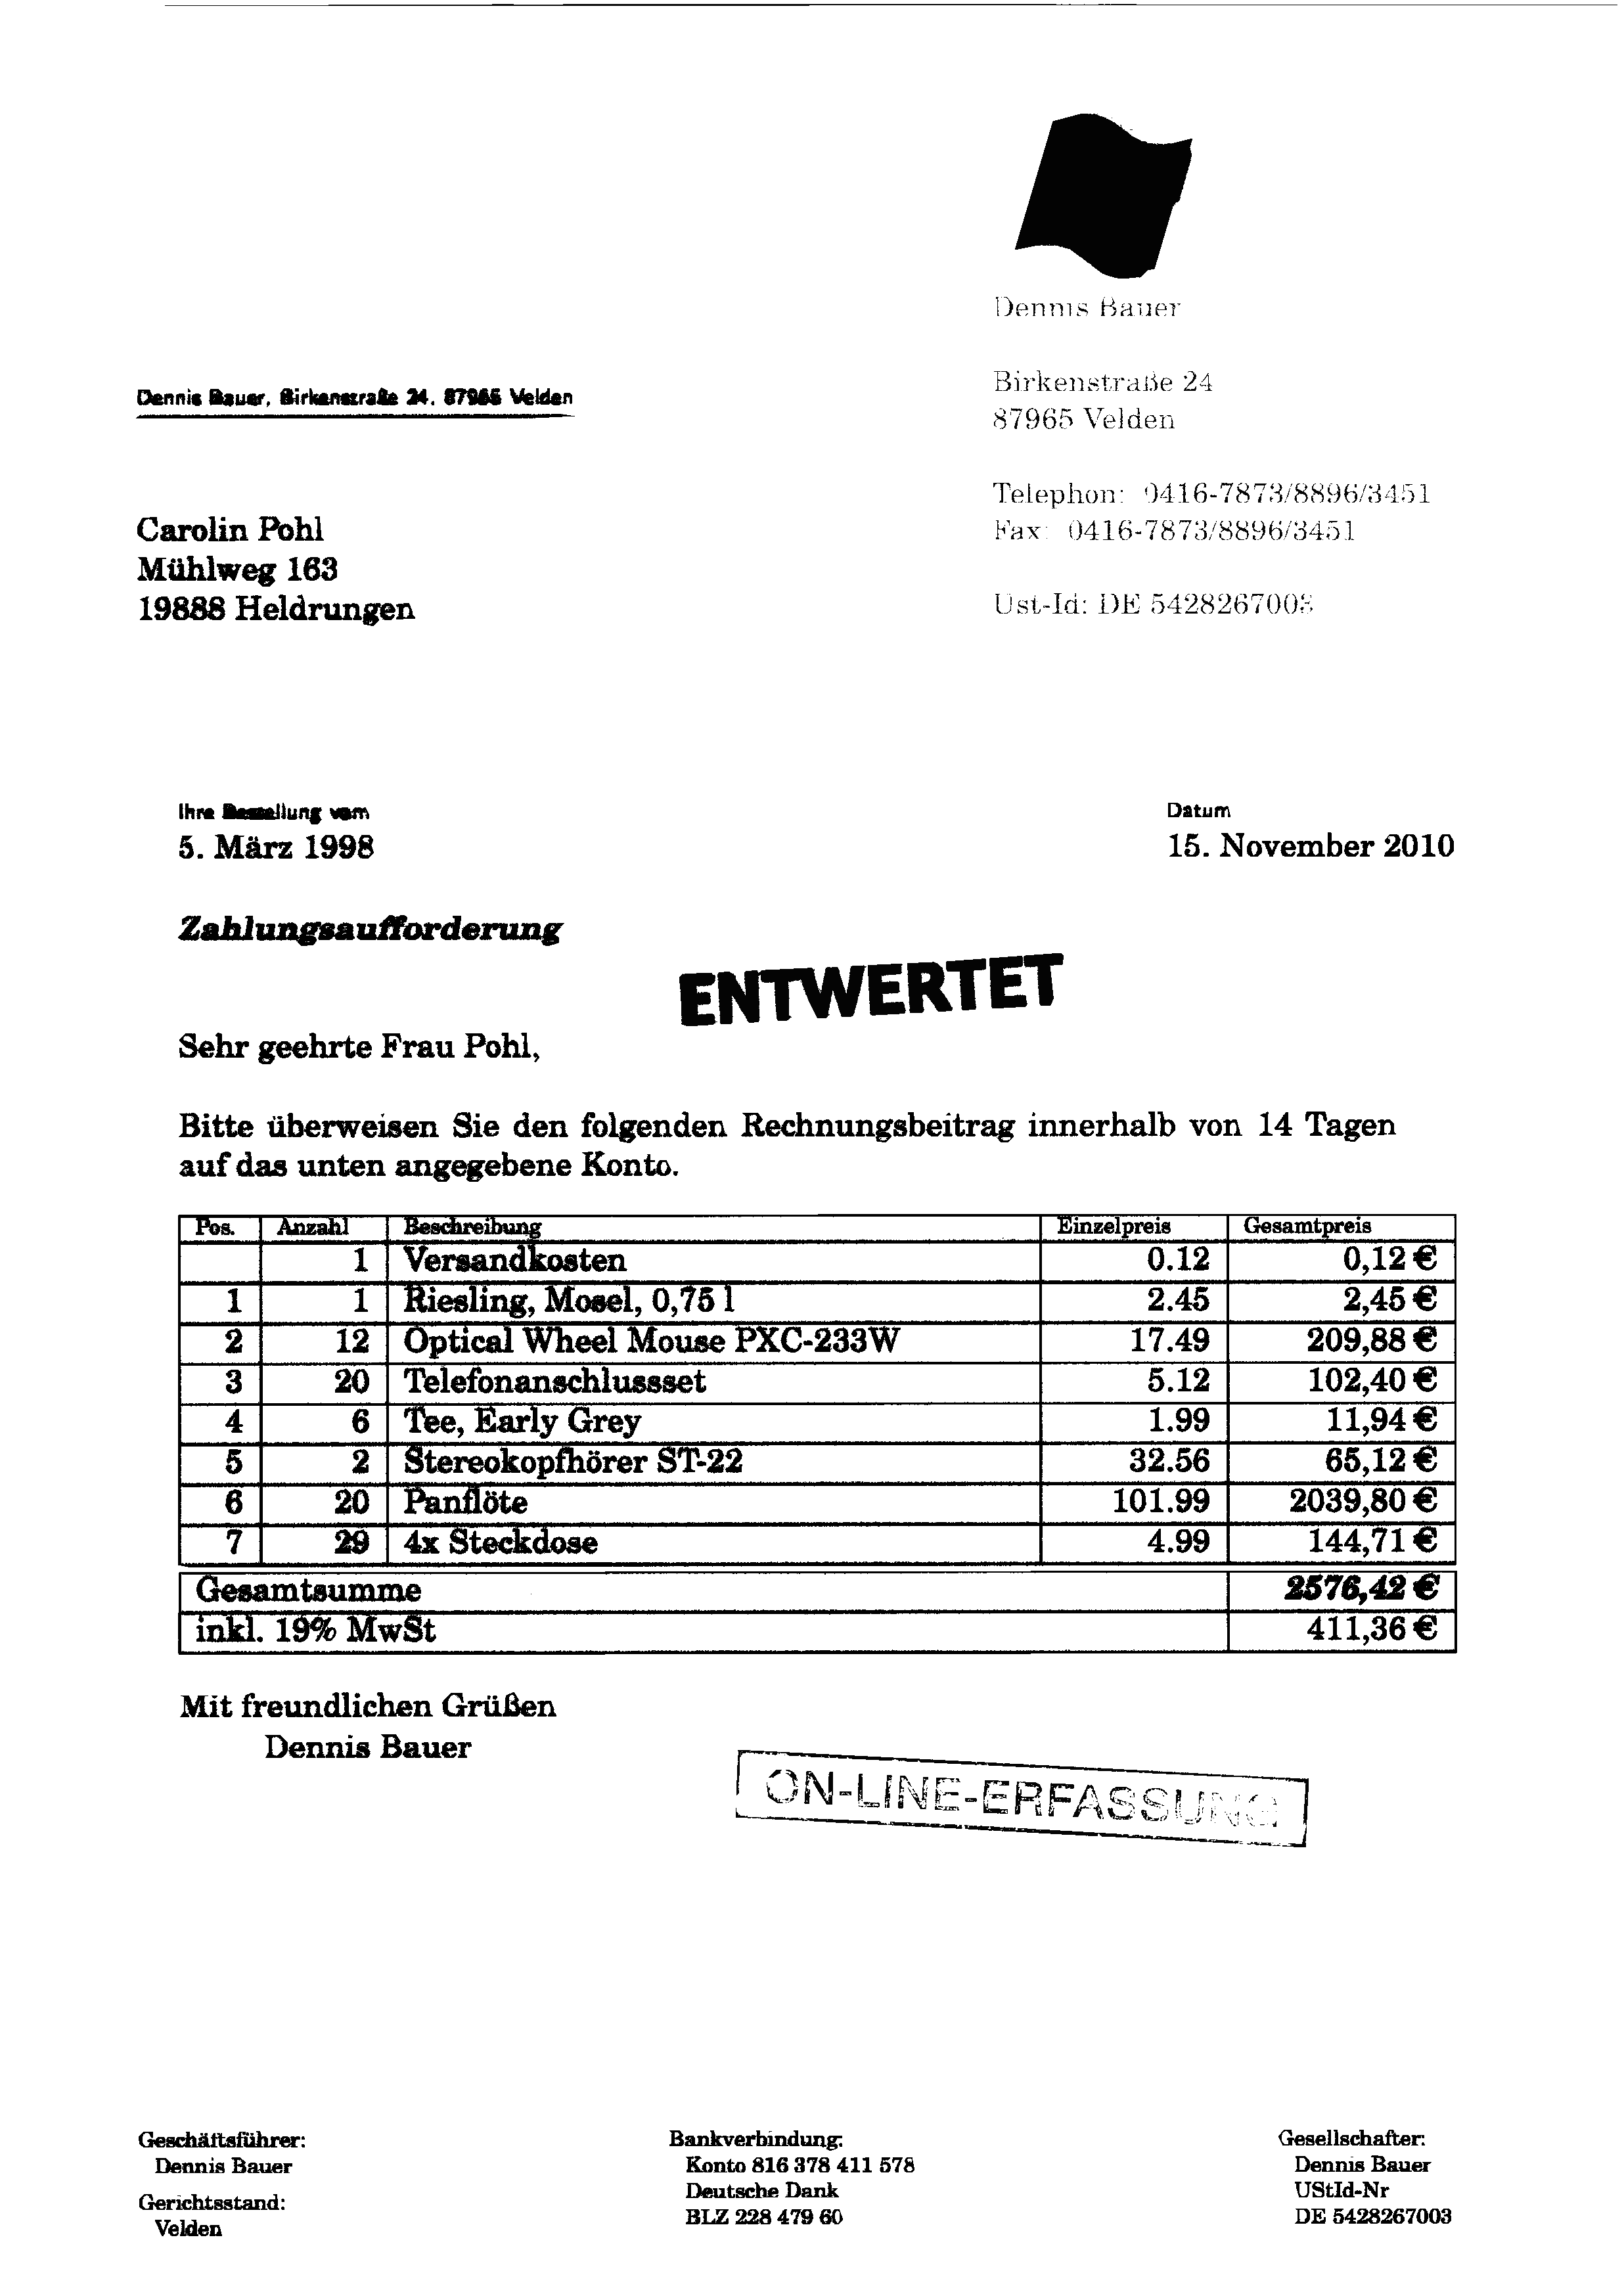 Dennis Bauer
Birkenstraße 24
87965 Velden
Telephon: 0416-7873/8896/3451
Fax: 0416-7873/8896/3451
Ust-Id: DE 5428267003
Dennis Bauer, Birkenstraße 24, 87965 Velden
Carolin Pohl
Mühlweg 163
19888 Heldrungen
Ihre Bestellung vom
5. März 1998
Datum
15. November 2010
Zahlungsaufforderung
ENTWERTET
Sehr geehrte Frau Pohl,
Bitte überweisen Sie den folgenden Rechnungsbeitrag innerhalb von 14 Tagen
auf das unten angegebene Konto.
Pos. Anzahl Beschreibung Einzelpreis Gesamtpreis
1 Versandkosten 0.12 0,12 €
1 1 Riesling, Mosel, 0,75 l 2.45 2,45 €
2 12 Optical Wheel Mouse PXC-233W 17.49 209,88 €
3 20 Telefonanschlussset 5.12 102,40 €
4 6 Tee, Early Grey 1.99 11,94 €
5 2 Stereokopfhörer ST-22 32.56 65,12 €
6 20 Panflöte 101.99 2039,80 €
7 29 4x Steckdose 4.99 144,71 €
Gesamtsumme 2576,42 €
inkl. 19% MwSt 411,36 €
Mit freundlichen Grüßen
Dennis Bauer
ON-LINE-ERFASSUNG
Geschäftsführer:
Dennis Bauer
Gerichtsstand:
Velden
Bankverbindung:
Konto 816 378 411 578
Deutsche Dank
BLZ 228 479 60
Gesellschafter:
Dennis Bauer
UStId-Nr
DE 5428267003